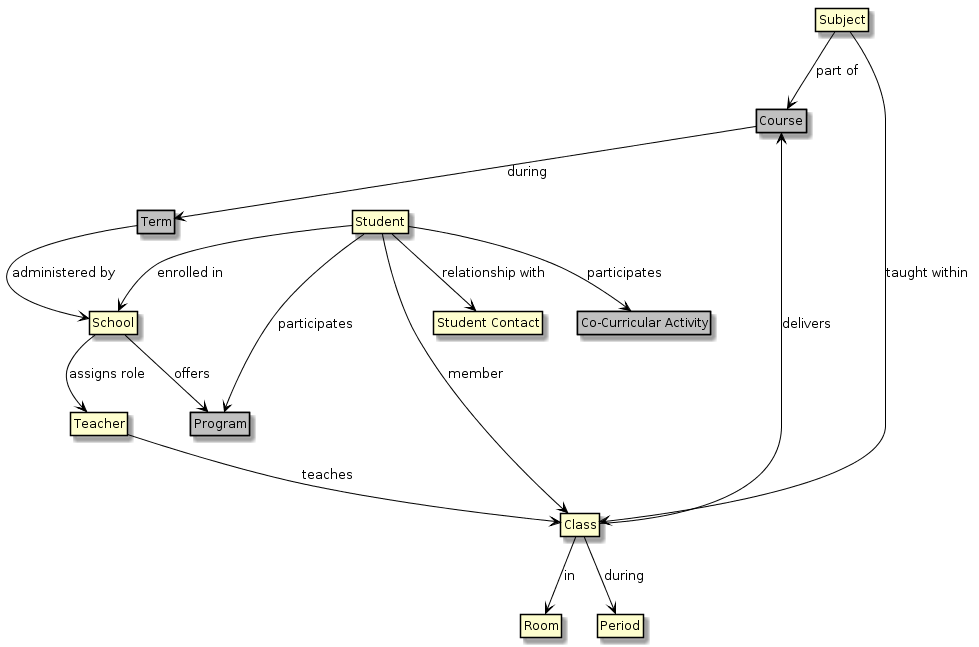 Subject
part of
Course
during
Term
Student
administered by
enrolled in
relationship with
participates
taught within
School
participates
Student Contact
Co-Curricular Activity
delivers
assigns role
offers
member
Teacher
Program
teaches
Class
in
during
Room
Period